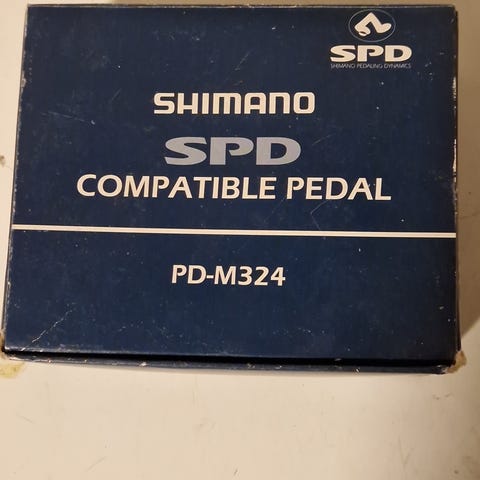 SPD
SHIMANO PEDALING DYNAMICS
SHIMANO
SPD
COMPATIBLE PEDAL
PD-M324